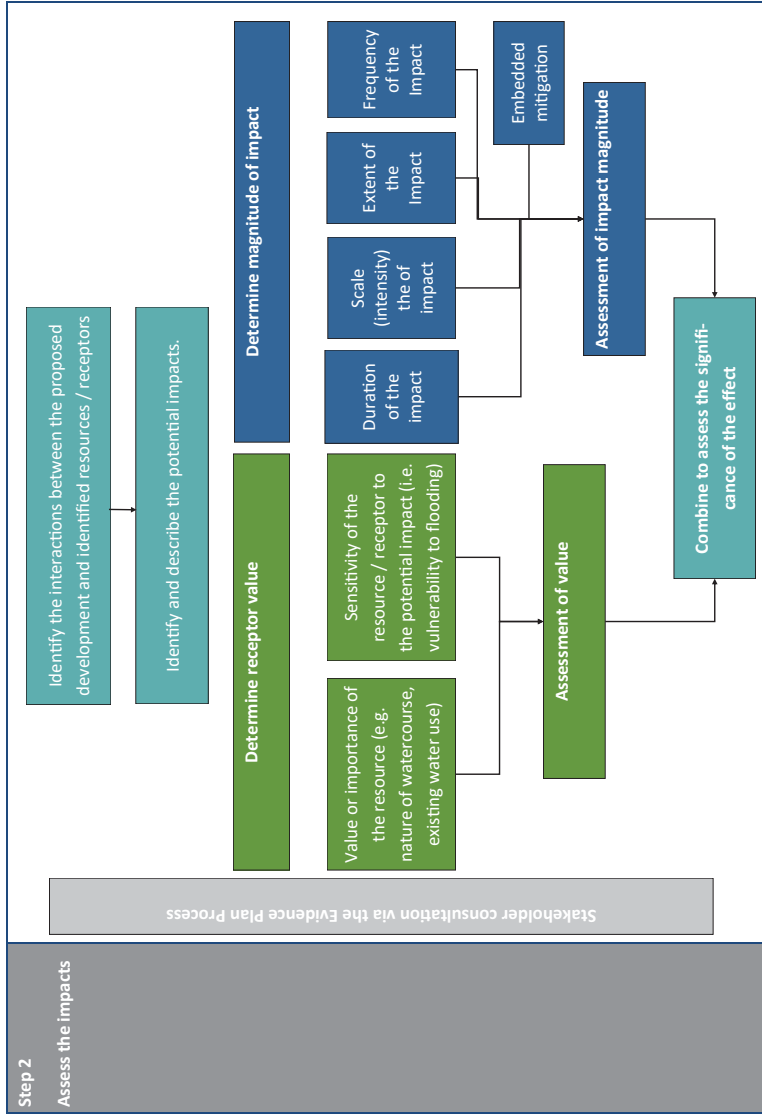 Step 2
Assess the impacts
Stakeholder consultation via the Evidence Plan Process
Identify the interactions between the proposed
development and identified resources / receptors
Identify and describe the potential impacts.
Determine receptor value
Determine magnitude of impact
Value or importance of
the resource (e.g.
nature of watercourse,
existing water use)
Sensitivity of the
resource / receptor to
the potential impact (i.e.
vulnerability to flooding)
Duration
of the
impact
Scale
(intensity)
the of
impact
Extent of
the
Impact
Frequency
of the
Impact
Embedded
mitigation
Assessment of value
Assessment of impact magnitude
Combine to assess the signifi-
cance of the effect